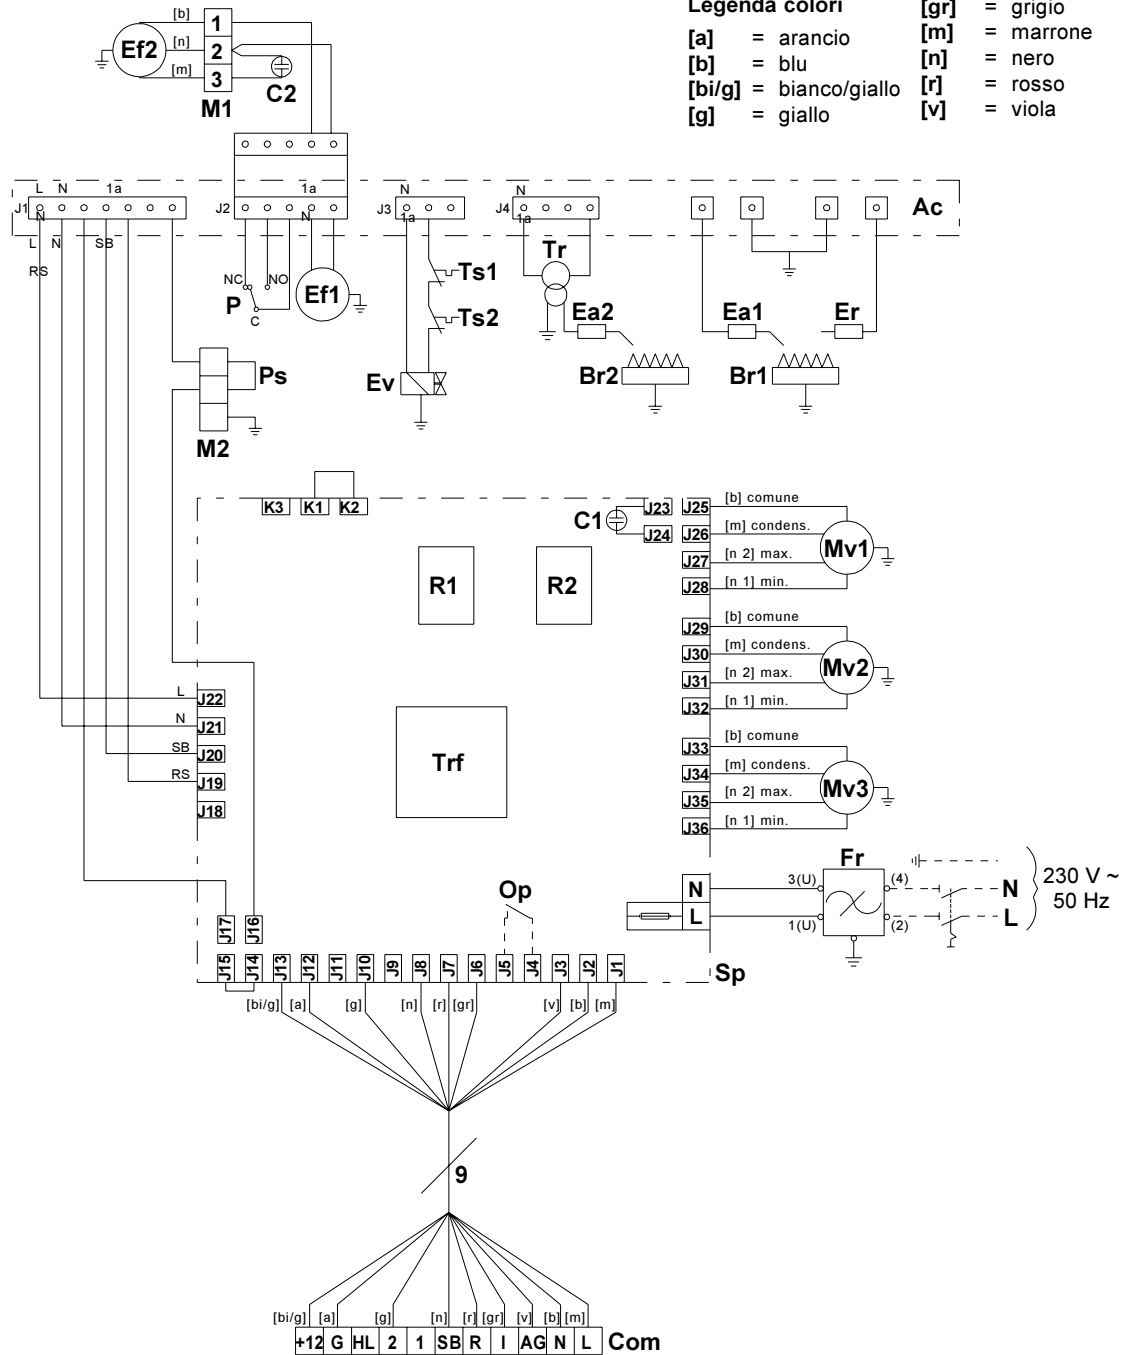 Legenda colori
[a] = arancio
[b] = blu
[bi/g] = bianco/giallo
[g] = giallo
[gr] = grigio
[m] = marrone
[n] = nero
[r] = rosso
[v] = viola
[b]
[n]
[m]
Ef2
1
2
3
M1
C2
L N 1a
J1
N
L N SB
RS
J2
1a
N
J3
N
1a
J4
N
1a
Ac
NC NO
P
C
Ef1
Ts1
Ts2
Ev
Tr
Ea2
Br2
Ea1
Er
Br1
Ps
M2
K3 K1 K2
C1
J23 J25 [b] comune
J24 J26 [m] condens.
J27 [n 2] max.
J28 [n 1] min.
Mv1
R1
R2
J29 [b] comune
J30 [m] condens.
J31 [n 2] max.
J32 [n 1] min.
Mv2
L J22
N J21
SB J20
RS J19
J18
Trf
J33 [b] comune
J34 [m] condens.
J35 [n 2] max.
J36 [n 1] min.
Mv3
Fr
N 3(U) (4) N
L 1(U) (2) L
230 V ~
50 Hz
Op
J17 J16
J15 J14 J13 J12 J11 J10 J9 J8 J7 J6 J5 J4 J3 J2 J1
Sp
[bi/g] [a] [g] [n] [r] [gr] [v] [b] [m]
9
[bi/g] [a] [g] [n] [r] [gr] [v] [b] [m]
+12 G HL 2 1 SB R I AG N L Com